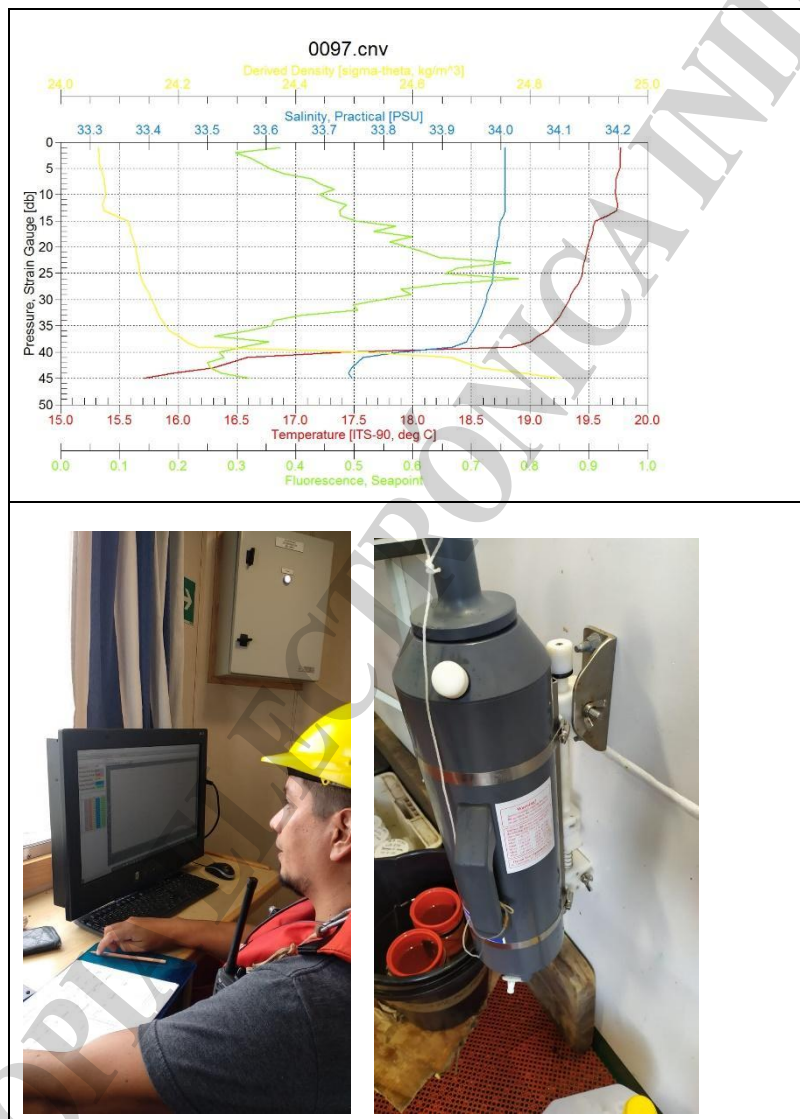 0097.cnv
Derived Density [sigma-theta, kg/m^3]
24.0 24.2 24.4 24.6 24.8 25.0
Salinity, Practical [PSU]
33.3 33.4 33.5 33.6 33.7 33.8 33.9 34.0 34.1 34.2
Pressure, Strain Gauge [db]
0
5
10
15
20
25
30
35
40
45
50
15.0 15.5 16.0 16.5 17.0 17.5 18.0 18.5 19.0 19.5 20.0
Temperature [ITS-90, deg C]
0.0 0.1 0.2 0.3 0.4 0.5 0.6 0.7 0.8 0.9 1.0
Fluorescence, Seapoint
COPIA ELECTRÓNICA INI